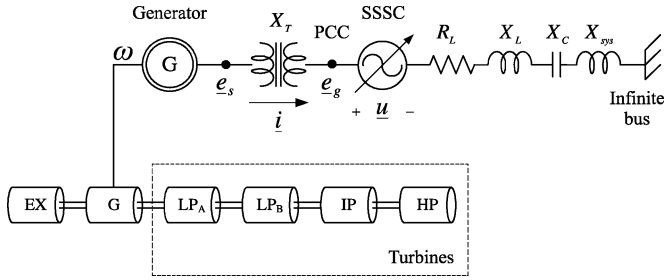 Generator
X_T
PCC
SSSC
R_L
X_L
X_C
X_sys
ω
G
e_s
i
e_g
+ u -
Infinite
bus
EX
G
LP_A
LP_B
IP
HP
Turbines